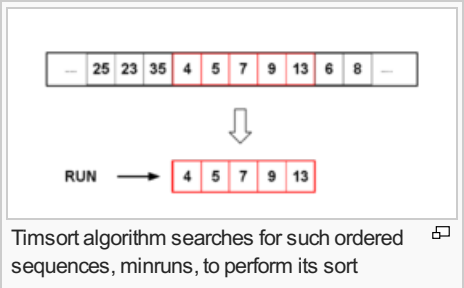 ... 25 23 35 4 5 7 9 13 6 8 ...
RUN 4 5 7 9 13
Timsort algorithm searches for such ordered
sequences, minruns, to perform its sort